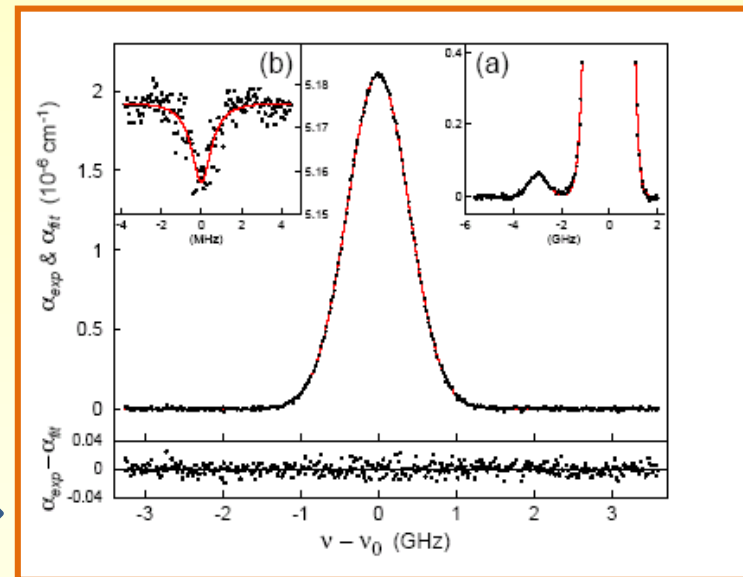 (b)
(a)
α_exp & α_fit (10⁻⁶ cm⁻¹)
2
1.5
1
0.5
0
5.18
5.17
5.16
5.15
-4 -2 0 2 4
(MHz)
0.4
0.2
0
-6 -4 -2 0 2
(GHz)
α_exp–α_fit
0.04
0
-0.04
-3 -2 -1 0 1 2 3
ν – ν₀ (GHz)